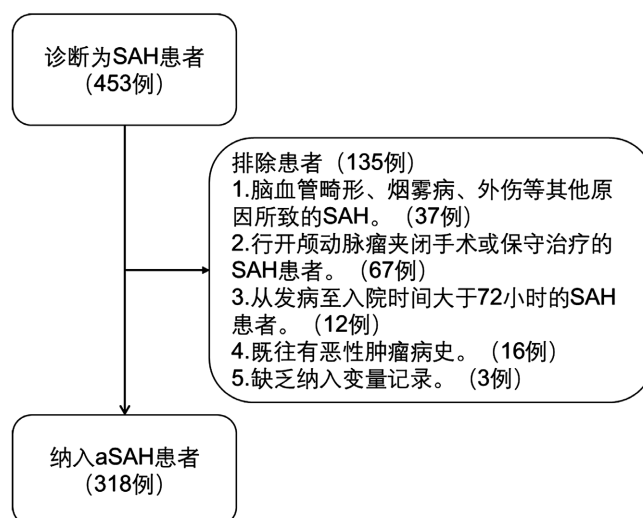 诊断为SAH患者
（453例）
排除患者（135例）
1.脑血管畸形、烟雾病、外伤等其他原
因所致的SAH。（37例）
2.行开颅动脉瘤夹闭手术或保守治疗的
SAH患者。（67例）
3.从发病至入院时间大于72小时的SAH
患者。（12例）
4.既往有恶性肿瘤病史。（16例）
5.缺乏纳入变量记录。（3例）
纳入aSAH患者
（318例）